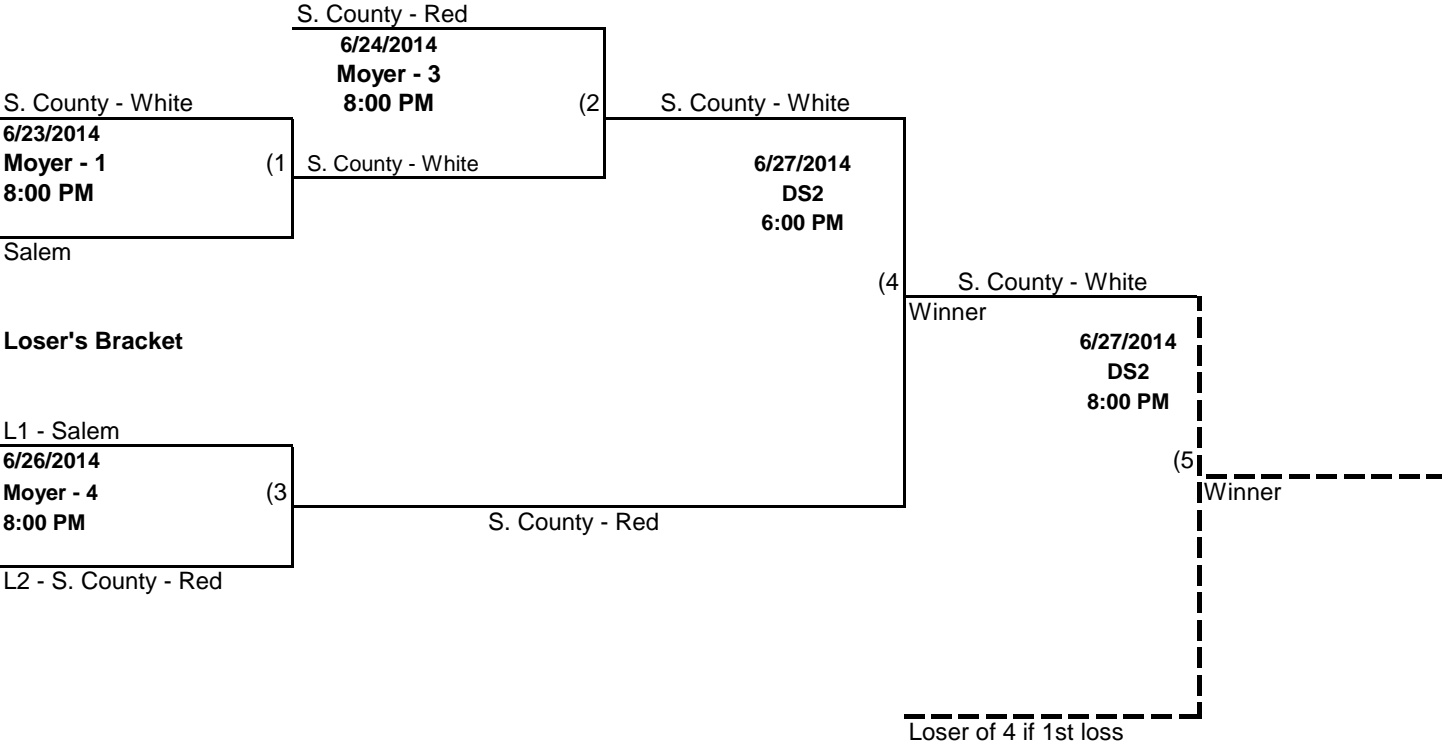 S. County - Red
6/24/2014
Moyer - 3
8:00 PM
(2
S. County - White
6/23/2014
Moyer - 1
8:00 PM
(1
S. County - White
Salem
S. County - White
6/27/2014
DS2
6:00 PM
(4
S. County - White
Winner
6/27/2014
DS2
8:00 PM
Loser's Bracket
L1 - Salem
6/26/2014
Moyer - 4
8:00 PM
(3
S. County - Red
L2 - S. County - Red
(5
Winner
Loser of 4 if 1st loss